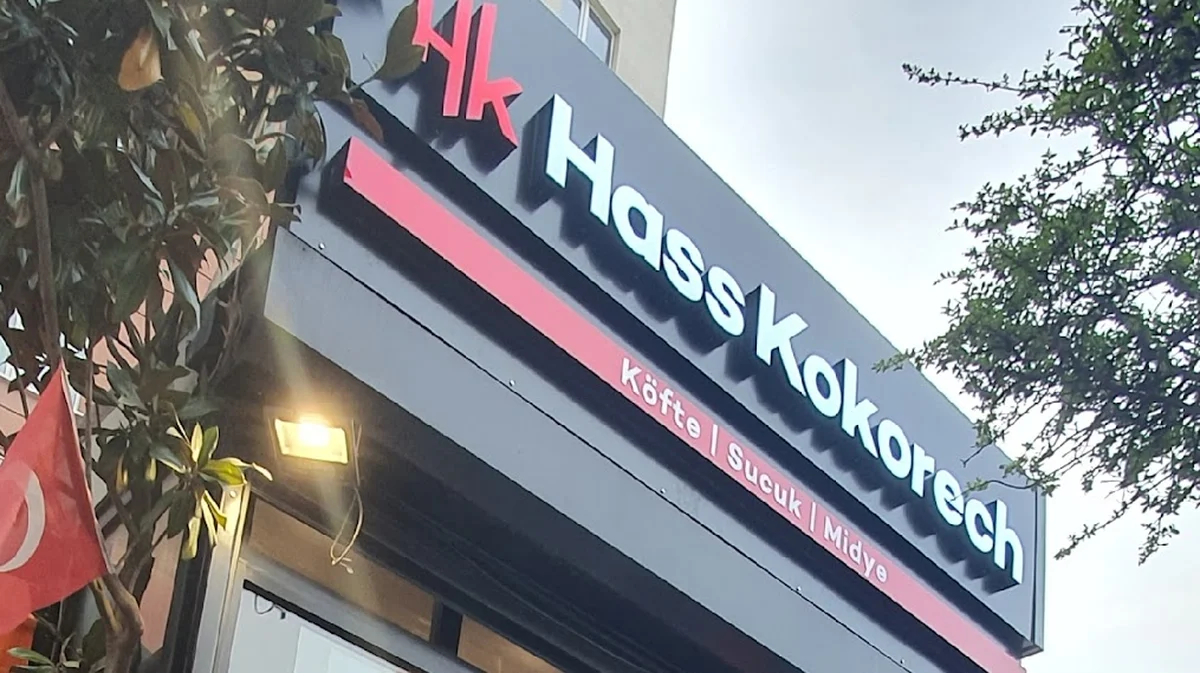 Hk
Hass Kokorech
Köfte | Sucuk | Midye